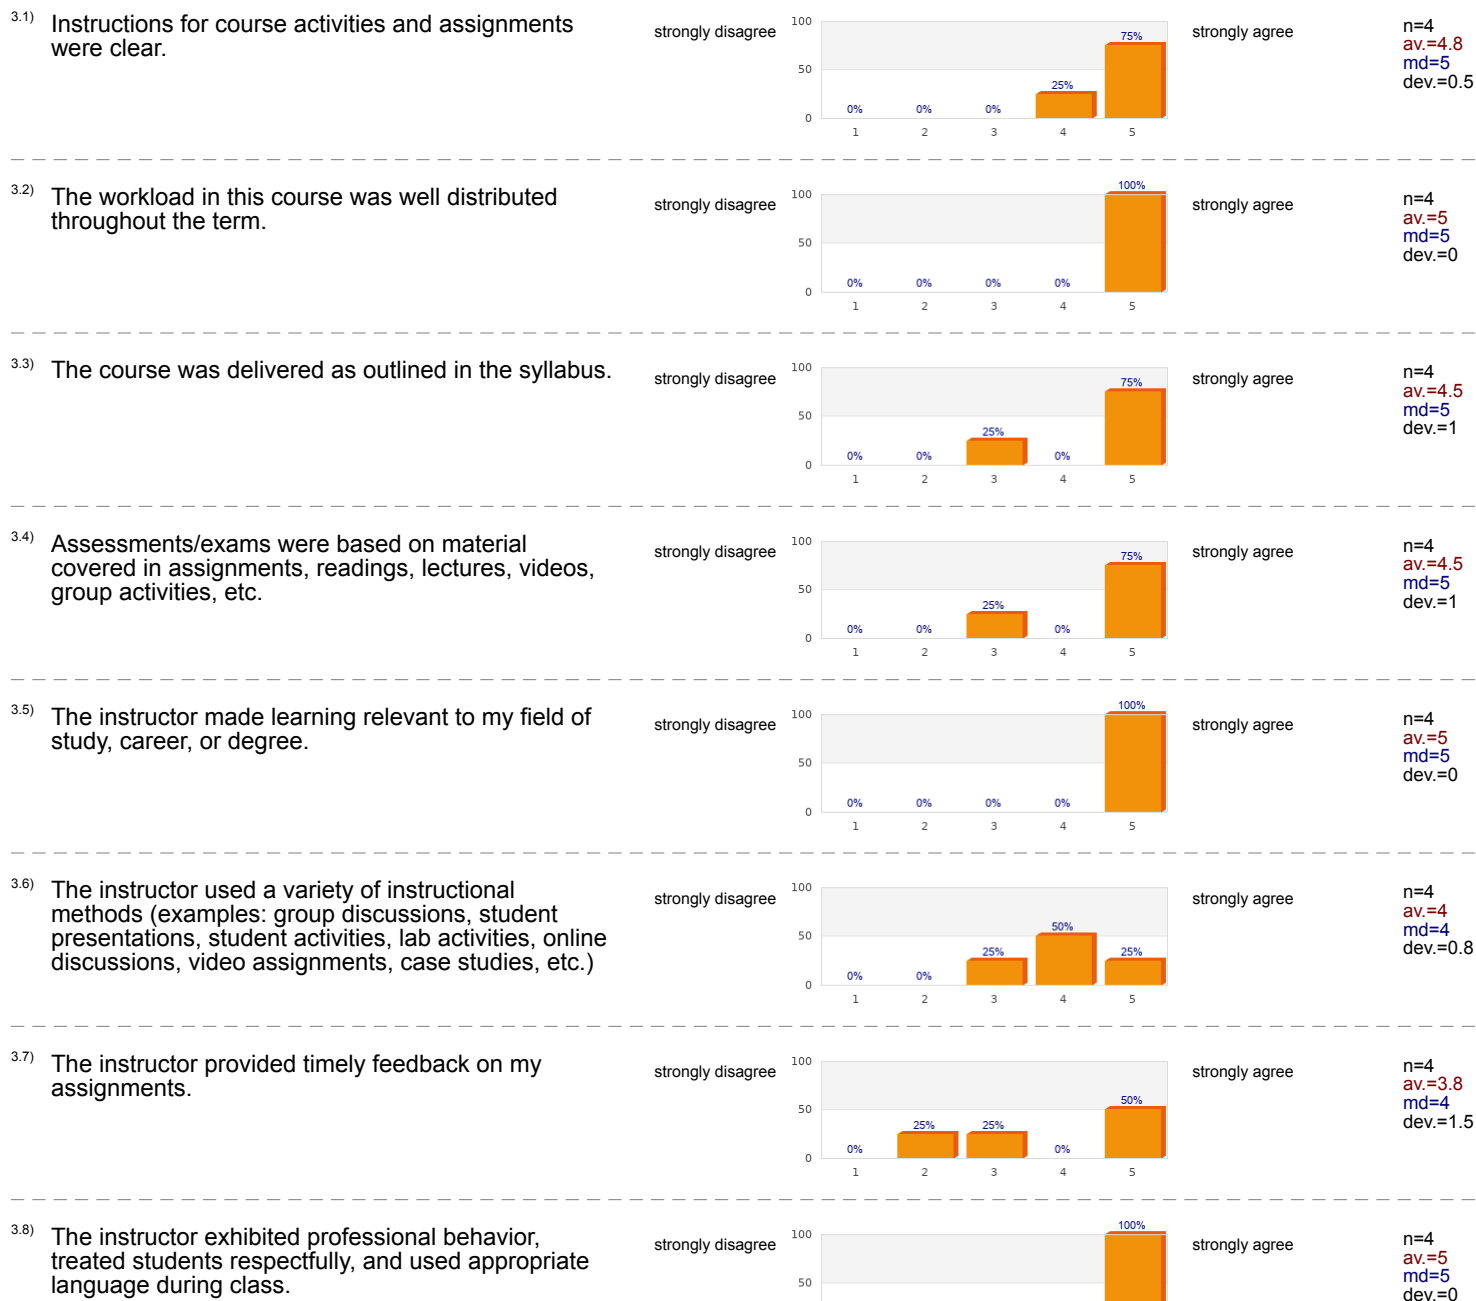 3.1) Instructions for course activities and assignments
were clear.
strongly disagree
100
50
0
0%
0%
0%
25%
75%
1 2 3 4 5
strongly agree
n=4
av.=4.8
md=5
dev.=0.5
3.2) The workload in this course was well distributed
throughout the term.
strongly disagree
100
50
0
0%
0%
0%
0%
100%
1 2 3 4 5
strongly agree
n=4
av.=5
md=5
dev.=0
3.3) The course was delivered as outlined in the syllabus.
strongly disagree
100
50
0
0%
0%
25%
0%
75%
1 2 3 4 5
strongly agree
n=4
av.=4.5
md=5
dev.=1
3.4) Assessments/exams were based on material
covered in assignments, readings, lectures, videos,
group activities, etc.
strongly disagree
100
50
0
0%
0%
25%
0%
75%
1 2 3 4 5
strongly agree
n=4
av.=4.5
md=5
dev.=1
3.5) The instructor made learning relevant to my field of
study, career, or degree.
strongly disagree
100
50
0
0%
0%
0%
0%
100%
1 2 3 4 5
strongly agree
n=4
av.=5
md=5
dev.=0
3.6) The instructor used a variety of instructional
methods (examples: group discussions, student
presentations, student activities, lab activities, online
discussions, video assignments, case studies, etc.)
strongly disagree
100
50
0
0%
0%
25%
50%
25%
1 2 3 4 5
strongly agree
n=4
av.=4
md=4
dev.=0.8
3.7) The instructor provided timely feedback on my
assignments.
strongly disagree
100
50
0
0%
25%
25%
0%
50%
1 2 3 4 5
strongly agree
n=4
av.=3.8
md=4
dev.=1.5
3.8) The instructor exhibited professional behavior,
treated students respectfully, and used appropriate
language during class.
strongly disagree
100
50
100%
strongly agree
n=4
av.=5
md=5
dev.=0